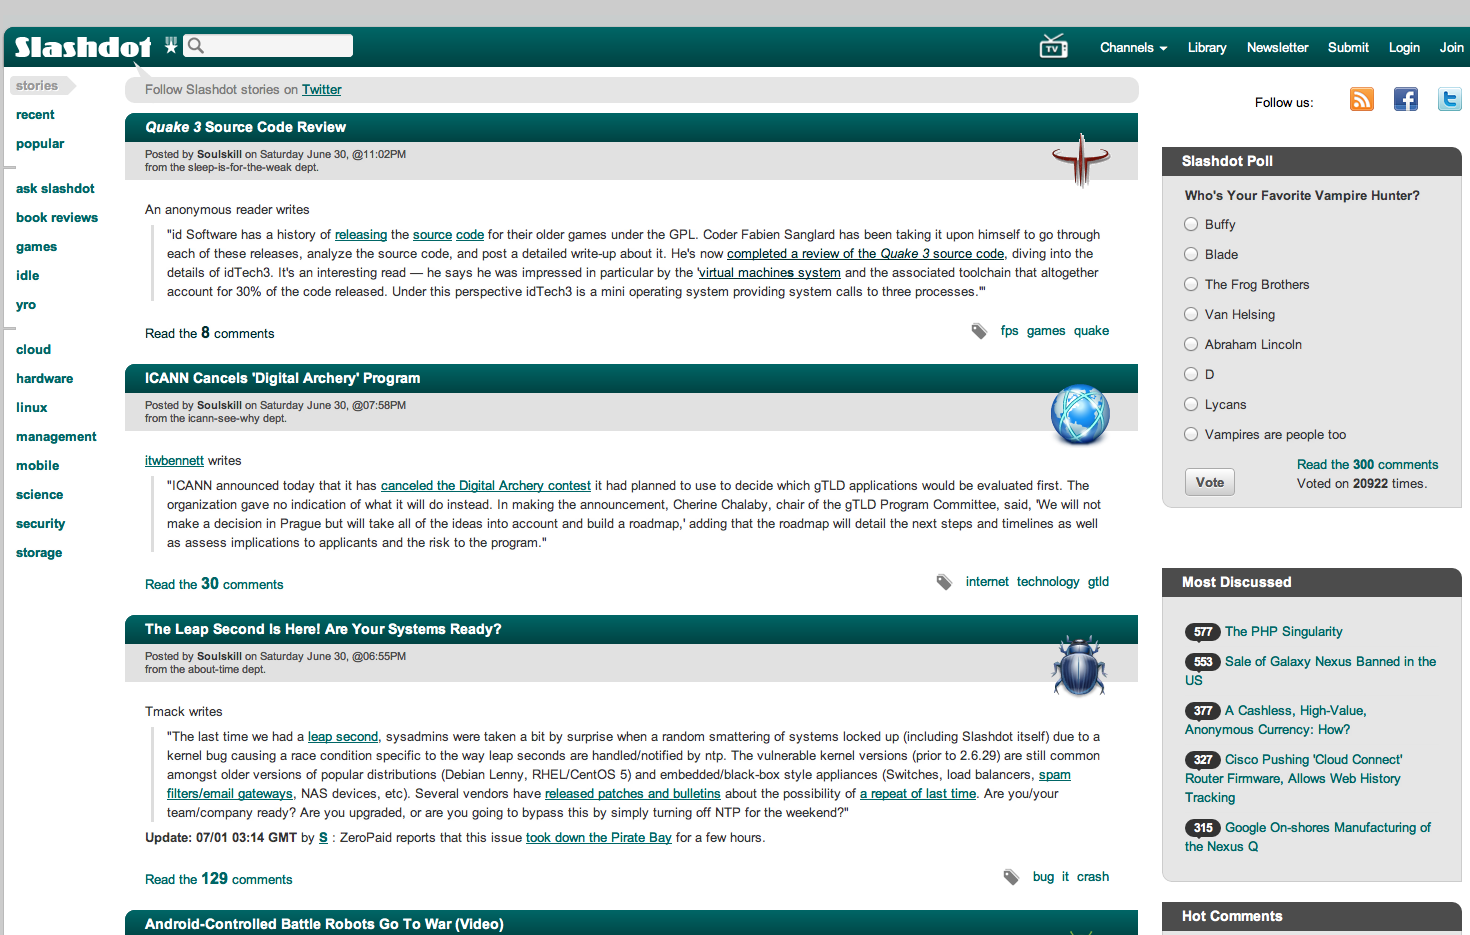 Slashdot
TV
Channels
Library
Newsletter
Submit
Login
Join
stories
recent
popular
ask slashdot
book reviews
games
idle
yro
cloud
hardware
linux
management
mobile
science
security
storage
Follow Slashdot stories on Twitter
Quake 3 Source Code Review
Posted by Soulskill on Saturday June 30, @11:02PM
from the sleep-is-for-the-weak dept.
An anonymous reader writes
"id Software has a history of releasing the source code for their older games under the GPL. Coder Fabien Sanglard has been taking it upon himself to go through
each of these releases, analyze the source code, and post a detailed write-up about it. He's now completed a review of the Quake 3 source code, diving into the
details of idTech3. It's an interesting read — he says he was impressed in particular by the 'virtual machines system and the associated toolchain that altogether
account for 30% of the code released. Under this perspective idTech3 is a mini operating system providing system calls to three processes.'"
Read the 8 comments
fps games quake
ICANN Cancels 'Digital Archery' Program
Posted by Soulskill on Saturday June 30, @07:58PM
from the icann-see-why dept.
itwbennett writes
"ICANN announced today that it has canceled the Digital Archery contest it had planned to use to decide which gTLD applications would be evaluated first. The
organization gave no indication of what it will do instead. In making the announcement, Cherine Chalaby, chair of the gTLD Program Committee, said, 'We will not
make a decision in Prague but will take all of the ideas into account and build a roadmap,' adding that the roadmap will detail the next steps and timelines as well
as assess implications to applicants and the risk to the program."
Read the 30 comments
internet technology gtld
The Leap Second Is Here! Are Your Systems Ready?
Posted by Soulskill on Saturday June 30, @06:55PM
from the about-time dept.
Tmack writes
"The last time we had a leap second, sysadmins were taken a bit by surprise when a random smattering of systems locked up (including Slashdot itself) due to a
kernel bug causing a race condition specific to the way leap seconds are handled/notified by ntp. The vulnerable kernel versions (prior to 2.6.29) are still common
amongst older versions of popular distributions (Debian Lenny, RHEL/CentOS 5) and embedded/black-box style appliances (Switches, load balancers, spam
filters/email gateways, NAS devices, etc). Several vendors have released patches and bulletins about the possibility of a repeat of last time. Are you/your
team/company ready? Are you upgraded, or are you going to bypass this by simply turning off NTP for the weekend?"
Update: 07/01 03:14 GMT by S : ZeroPaid reports that this issue took down the Pirate Bay for a few hours.
Read the 129 comments
bug it crash
Android-Controlled Battle Robots Go To War (Video)
Follow us:
Slashdot Poll
Who's Your Favorite Vampire Hunter?
Buffy
Blade
The Frog Brothers
Van Helsing
Abraham Lincoln
D
Lycans
Vampires are people too
Vote
Read the 300 comments
Voted on 20922 times.
Most Discussed
577 The PHP Singularity
553 Sale of Galaxy Nexus Banned in the
US
377 A Cashless, High-Value,
Anonymous Currency: How?
327 Cisco Pushing 'Cloud Connect'
Router Firmware, Allows Web History
Tracking
315 Google On-shores Manufacturing of
the Nexus Q
Hot Comments